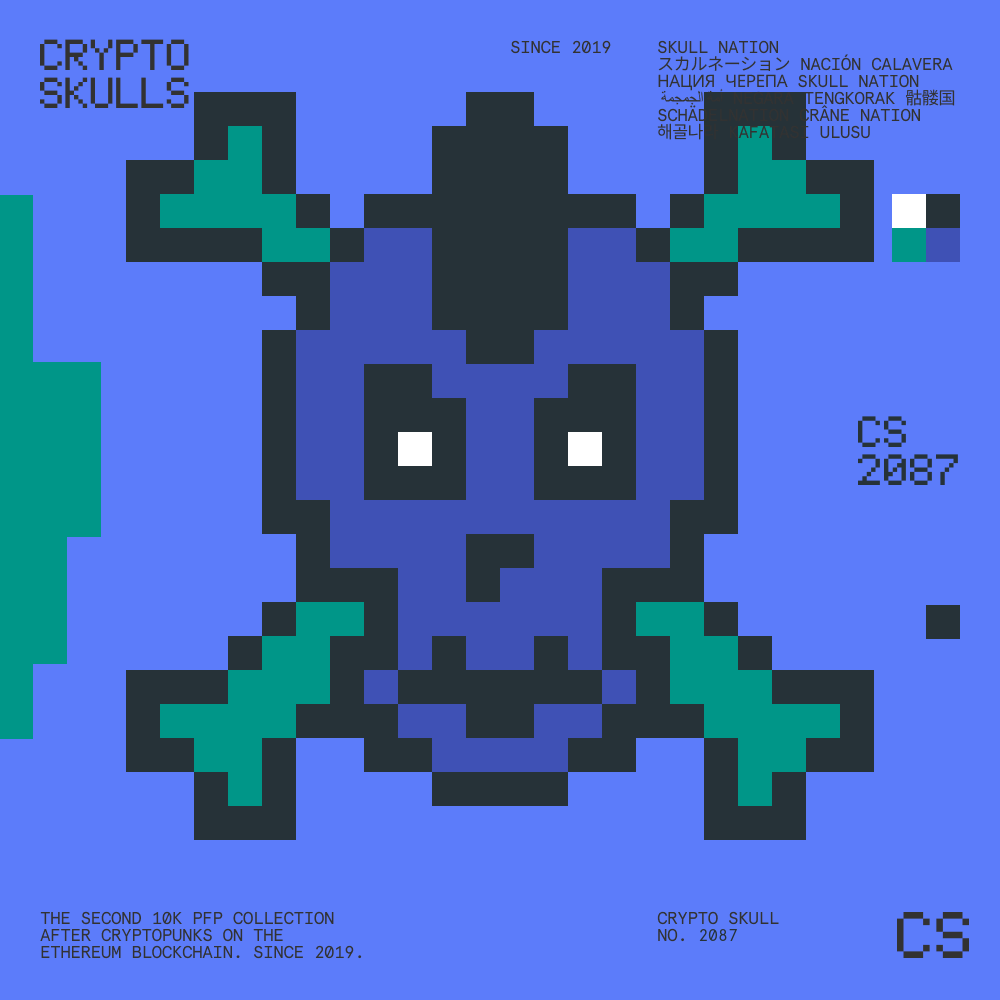 CRYPTO
SKULLS
SINCE 2019
SKULL NATION
スカルネーション NACIÓN CALAVERA
НАЦИЯ ЧЕРЕПА SKULL NATION
TENGKORAK 骷髅国
CRÂNE NATION
ULUSU
CS
2087
THE SECOND 10K PFP COLLECTION
AFTER CRYPTOPUNKS ON THE
ETHEREUM BLOCKCHAIN. SINCE 2019.
CRYPTO SKULL
NO. 2087
CS